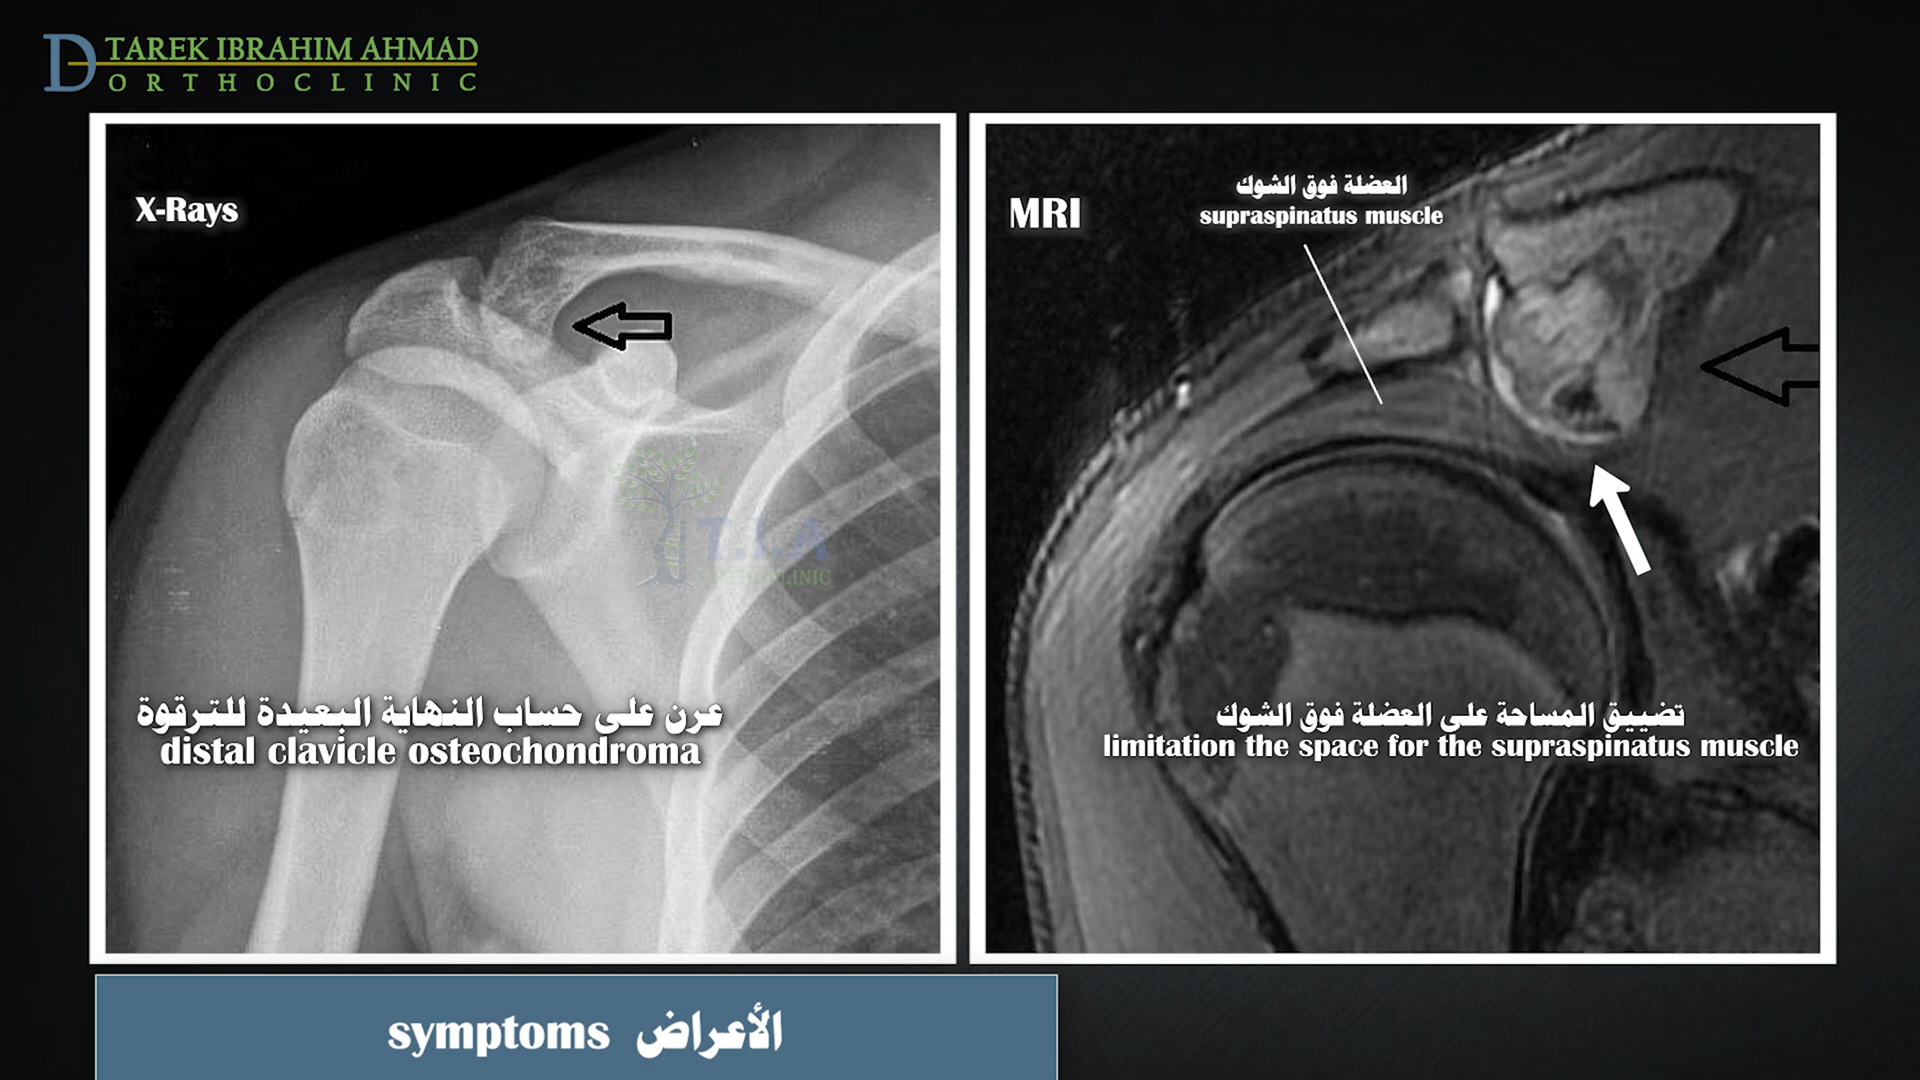 TAREK IBRAHIM AHMAD
ORTHOCLINIC
X-Rays
T.I.A
ORTHOCLINIC
عرن على حساب النهاية البعيدة للترقوة
distal clavicle osteochondroma
MRI
العضلة فوق الشوك
supraspinatus muscle
تضييق المساحة على العضلة فوق الشوك
limitation the space for the supraspinatus muscle
symptoms الأعراض